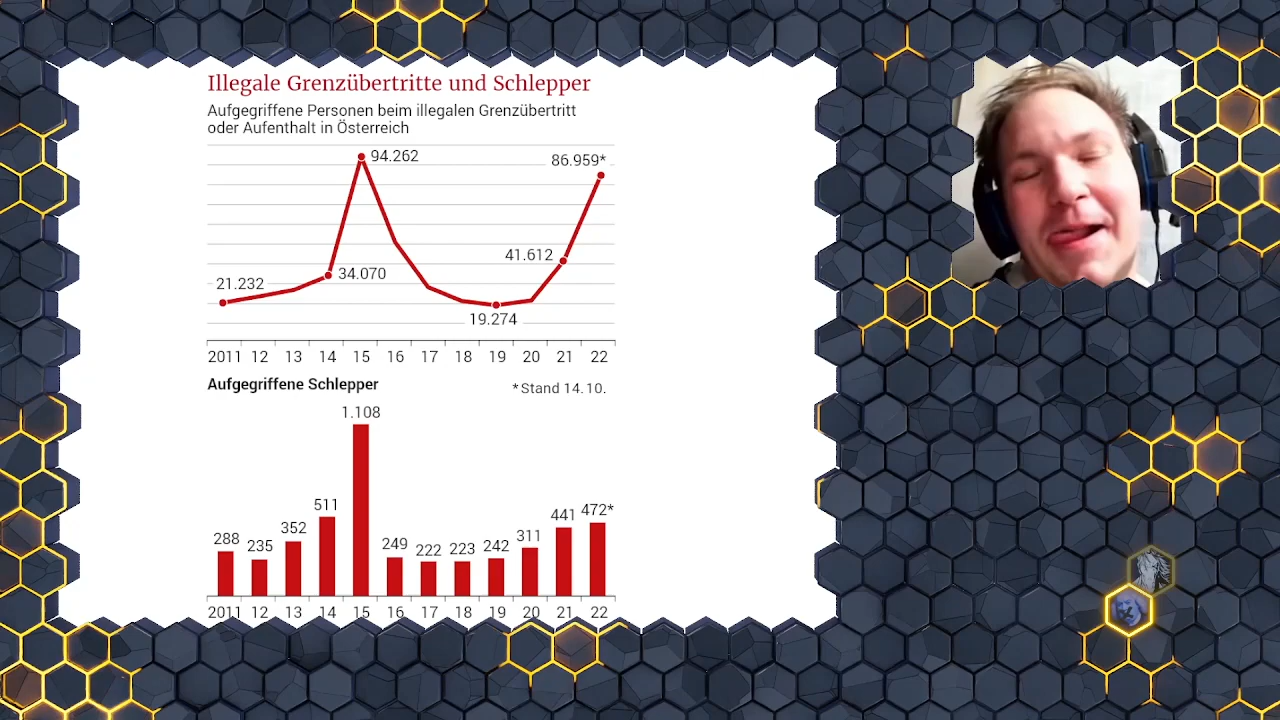 Illegale Grenzübertritte und Schlepper
Aufgegriffene Personen beim illegalen Grenzübertritt
oder Aufenthalt in Österreich
94.262
86.959*
41.612
34.070
21.232
19.274
2011 12 13 14 15 16 17 18 19 20 21 22
Aufgegriffene Schlepper
*Stand 14.10.
1.108
511
441 472*
352
311
288 235 249 222 223 242
2011 12 13 14 15 16 17 18 19 20 21 22